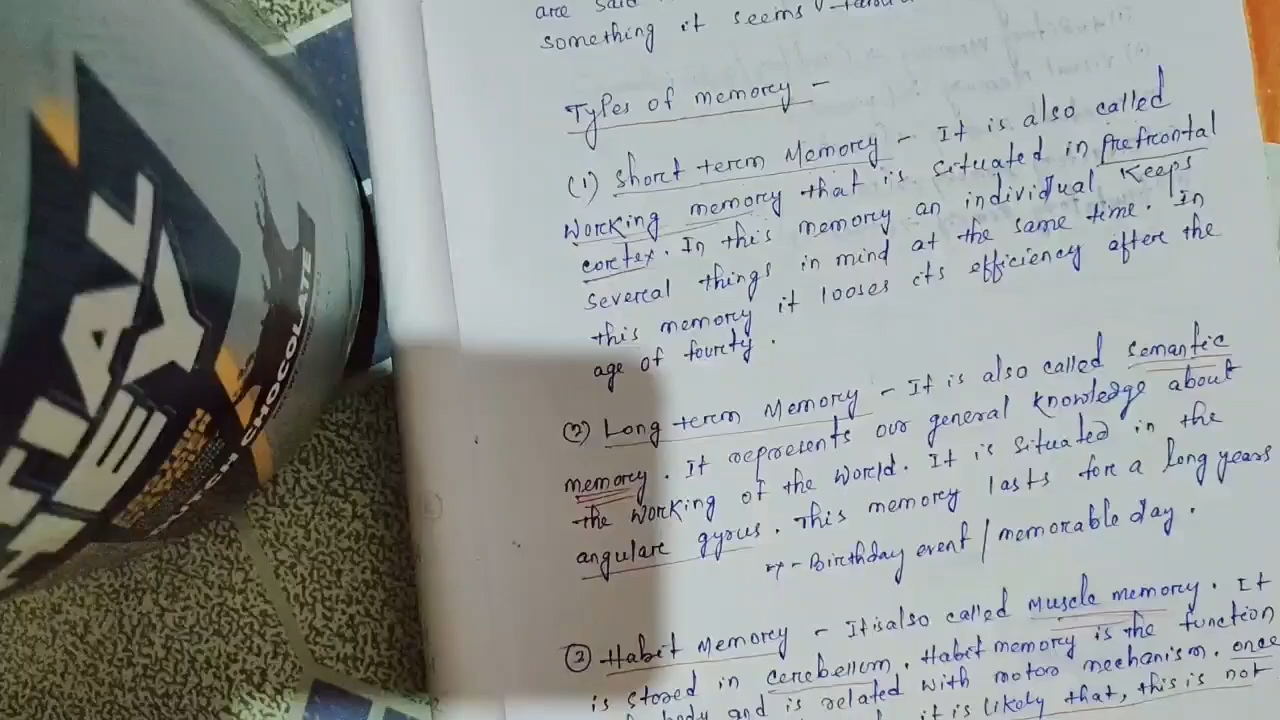 are said
something it seems
Types of memory -
(1) Short term Memory - It is also called
working memory that is situated in prefrontal
cortex. In this memory an individual keeps
several things in mind at the same time. In
this memory it looses its efficiency after the
age of fourty.
(2) Long term Memory - It is also called semantic
memory. It represents our general knowledge about
the working of the world. It is situated in the
angular gyrus. This memory lasts for a long years
- Birthday event / memorable day.
(3) Habit Memory - It is also called Muscle memory. It
is stored in cerebellum. Habit memory is the function
body and is related with motor mechanism. once
it is likely that, this is not
CHOCOLATE